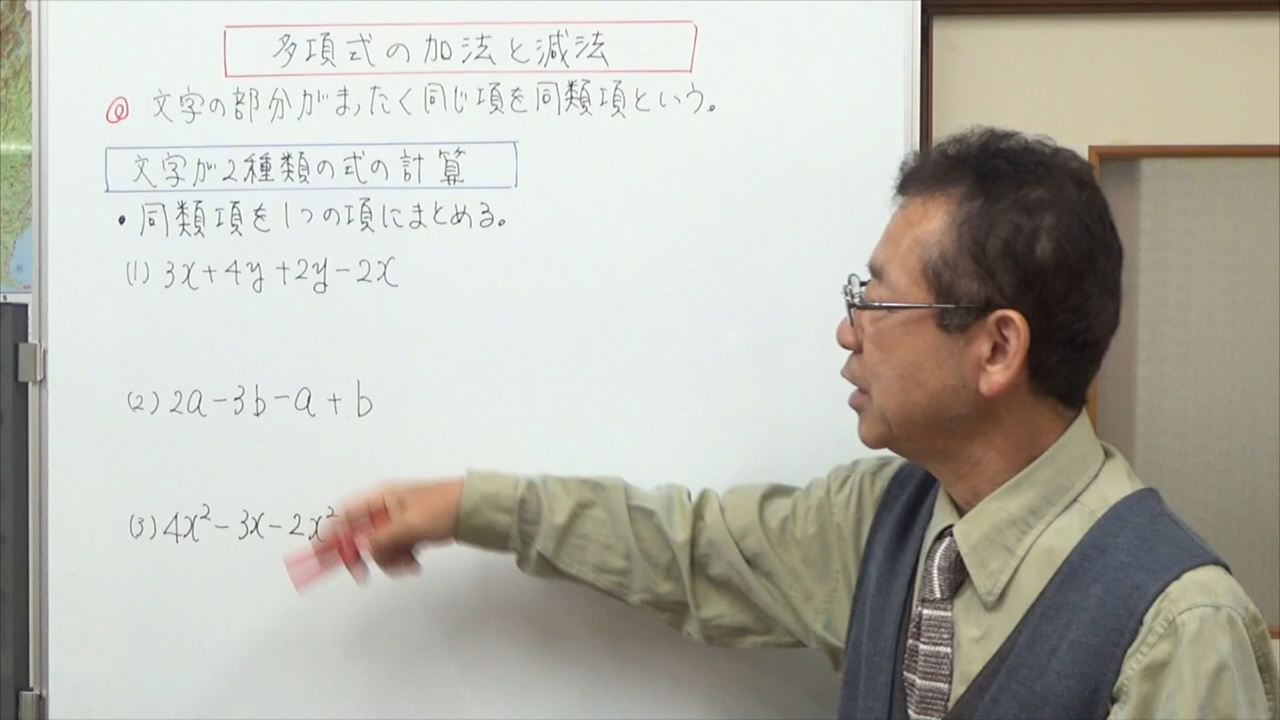 多項式の加法と減法
◎ 文字の部分がまったく同じ項を同類項という。
文字が2種類の式の計算
・同類項を1つの項にまとめる。
(1) 3x+4y+2y-2x
(2) 2a-3b-a+b
(3) 4x²-3x-2x²